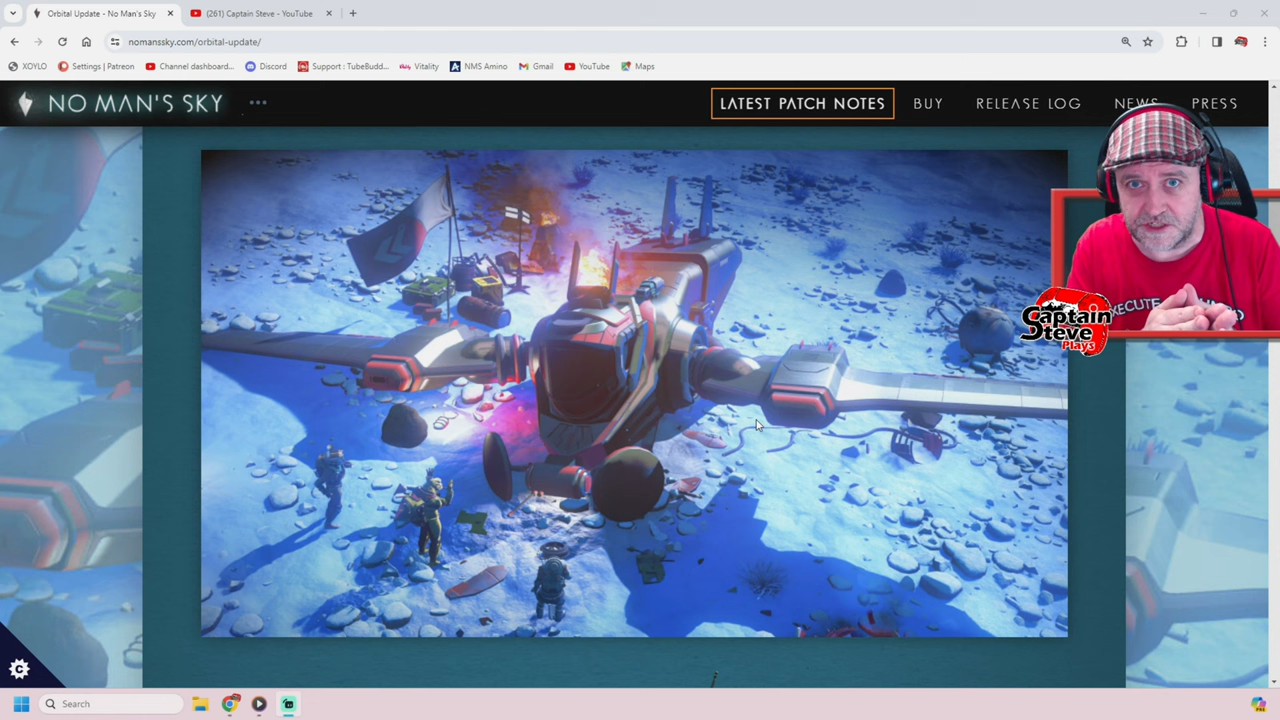 Orbital Update - No Man's Sky
(261) Captain Steve - YouTube
nomanssky.com/orbital-update/
XOYLO
Settings | Patreon
Channel dashboard...
Discord
Support : TubeBudd...
Vitality
NMS Amino
Gmail
YouTube
Maps
NO MAN'S SKY
LATEST PATCH NOTES
BUY
RELEASE LOG
NEWS
PRESS
Captain
Steve
Plays
Search